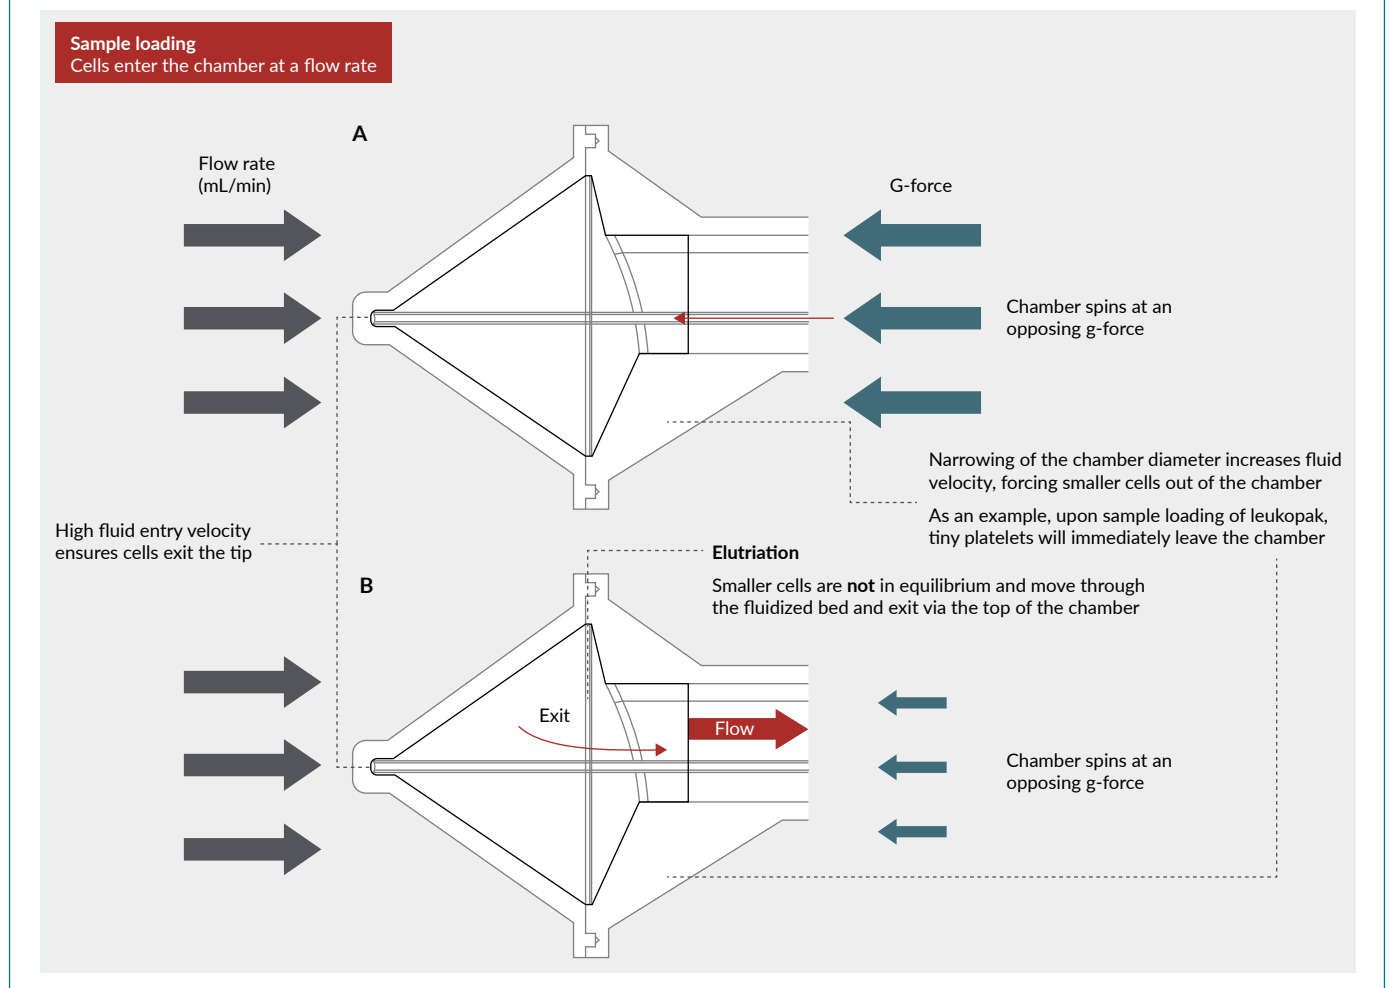 Sample loading
Cells enter the chamber at a flow rate
A
Flow rate
(mL/min)
G-force
Chamber spins at an
opposing g-force
Narrowing of the chamber diameter increases fluid
velocity, forcing smaller cells out of the chamber
As an example, upon sample loading of leukopak,
tiny platelets will immediately leave the chamber
High fluid entry velocity
ensures cells exit the tip
Elutriation
Smaller cells are not in equilibrium and move through
the fluidized bed and exit via the top of the chamber
B
Exit
Flow
Chamber spins at an
opposing g-force